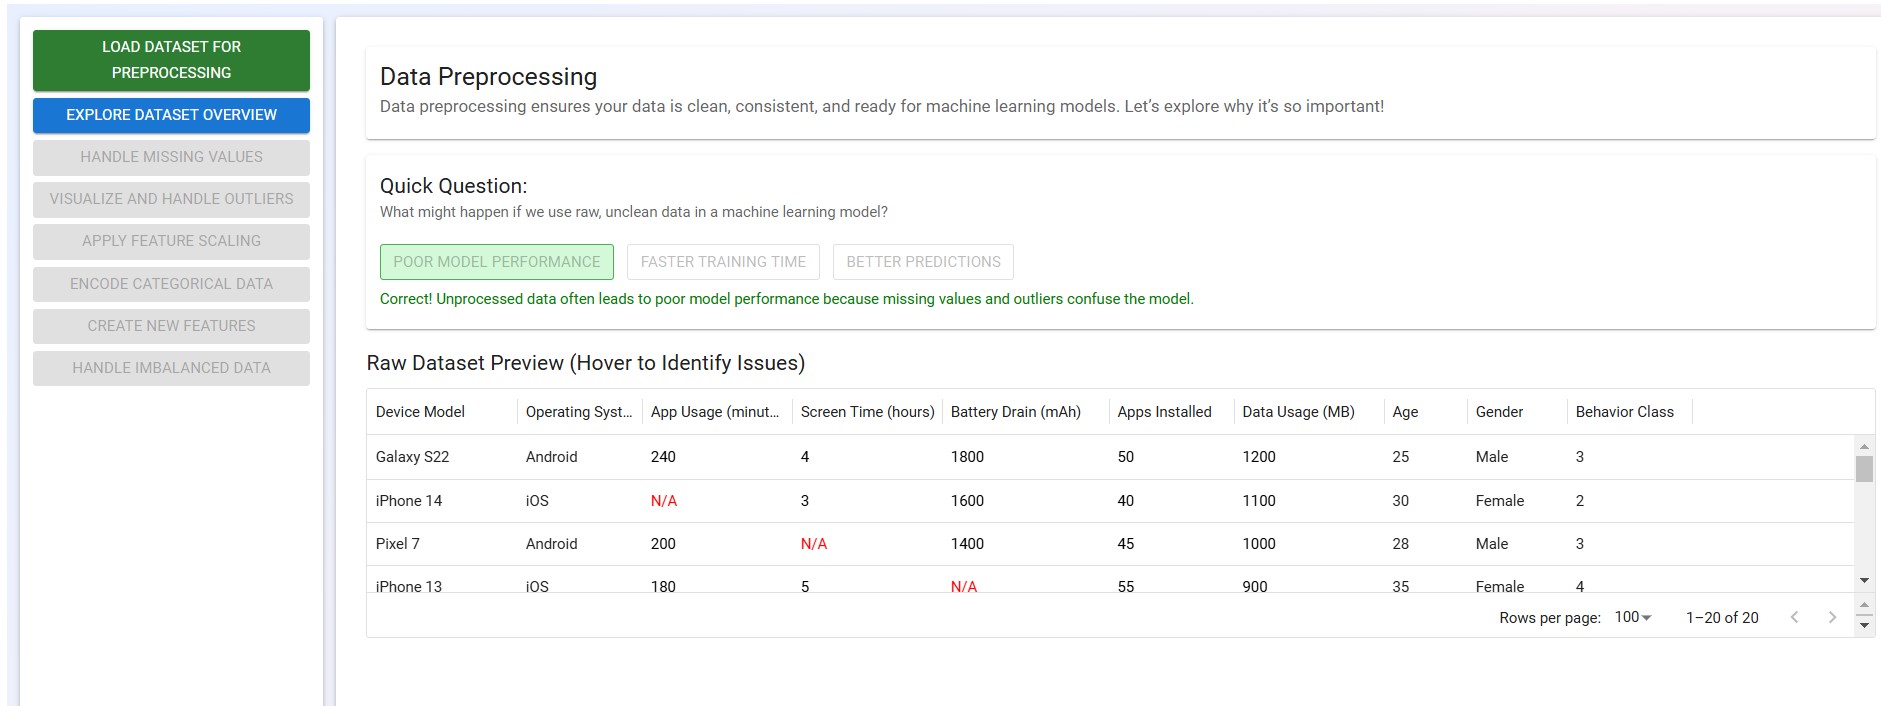 LOAD DATASET FOR
PREPROCESSING
EXPLORE DATASET OVERVIEW
HANDLE MISSING VALUES
VISUALIZE AND HANDLE OUTLIERS
APPLY FEATURE SCALING
ENCODE CATEGORICAL DATA
CREATE NEW FEATURES
HANDLE IMBALANCED DATA
Data Preprocessing
Data preprocessing ensures your data is clean, consistent, and ready for machine learning models. Let’s explore why it’s so important!
Quick Question:
What might happen if we use raw, unclean data in a machine learning model?
POOR MODEL PERFORMANCE FASTER TRAINING TIME BETTER PREDICTIONS
Correct! Unprocessed data often leads to poor model performance because missing values and outliers confuse the model.
Raw Dataset Preview (Hover to Identify Issues)
Device Model Operating Syst... App Usage (minut... Screen Time (hours) Battery Drain (mAh) Apps Installed Data Usage (MB) Age Gender Behavior Class
Galaxy S22 Android 240 4 1800 50 1200 25 Male 3
iPhone 14 iOS N/A 3 1600 40 1100 30 Female 2
Pixel 7 Android 200 N/A 1400 45 1000 28 Male 3
iPhone 13 iOS 180 5 N/A 55 900 35 Female 4
Rows per page: 100 1–20 of 20